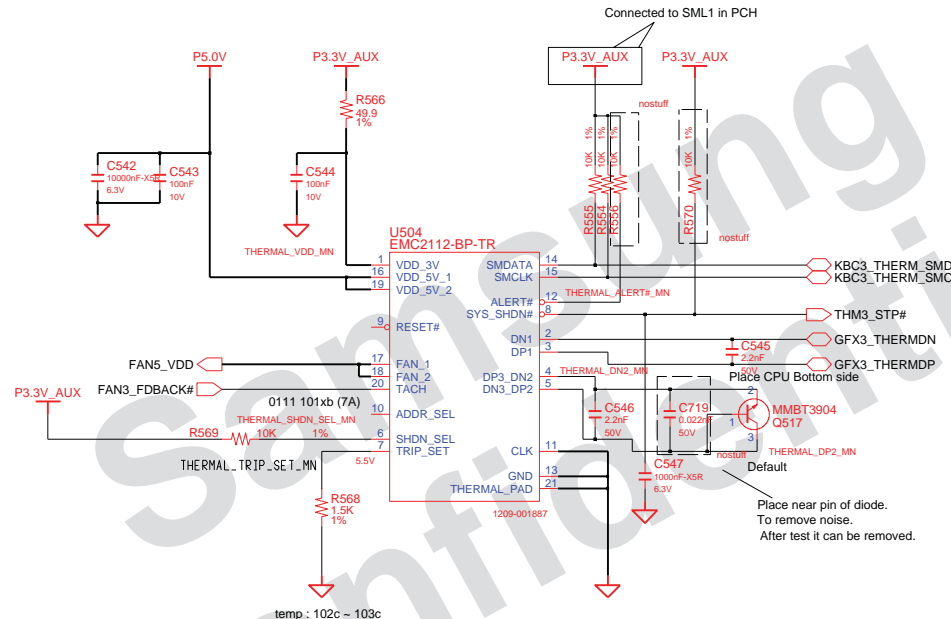 Connected to SML1 in PCH
P5.0V
P3.3V_AUX
P3.3V_AUX
P3.3V_AUX
R566
49.9
1%
nostuff
10K 1%
10K 1%
10K 1%
10K 1%
R555
R554
R556
R570
nostuff
C542
10000nF-X5R
6.3V
C543
100nF
10V
C544
100nF
10V
THERMAL_VDD_MN
U504
EMC2112-BP-TR
1 VDD_3V
16 VDD_5V_1
19 VDD_5V_2
9 RESET#
17 FAN_1
18 FAN_2
20 TACH
10 ADDR_SEL
6 SHDN_SEL
7 TRIP_SET
SMDATA 14
SMCLK 15
ALERT# 12
SYS_SHDN# 8
DN1 2
DP1 3
DP3_DN2 4
DN3_DP2 5
CLK 11
GND 13
THERMAL_PAD 21
1209-001887
THERMAL_ALERT#_MN
KBC3_THERM_SMD
KBC3_THERM_SMC
THM3_STP#
GFX3_THERMDN
GFX3_THERMDP
C545
2.2nF
50V
Place CPU Bottom side
THERMAL_DN2_MN
FAN5_VDD
FAN3_FDBACK#
P3.3V_AUX
0111 101xb (7A)
THERMAL_SHDN_SEL_MN
R569
10K
1%
THERMAL_TRIP_SET_MN
5.5V
R568
1.5K
1%
C546
2.2nF
50V
C719
0.022nF
50V
nostuff
2
1
3
MMBT3904
Q517
THERMAL_DP2_MN
Default
C547
1000nF-X5R
6.3V
Place near pin of diode.
To remove noise.
After test it can be removed.
temp : 102c ~ 103c
Samsung
Confidenti